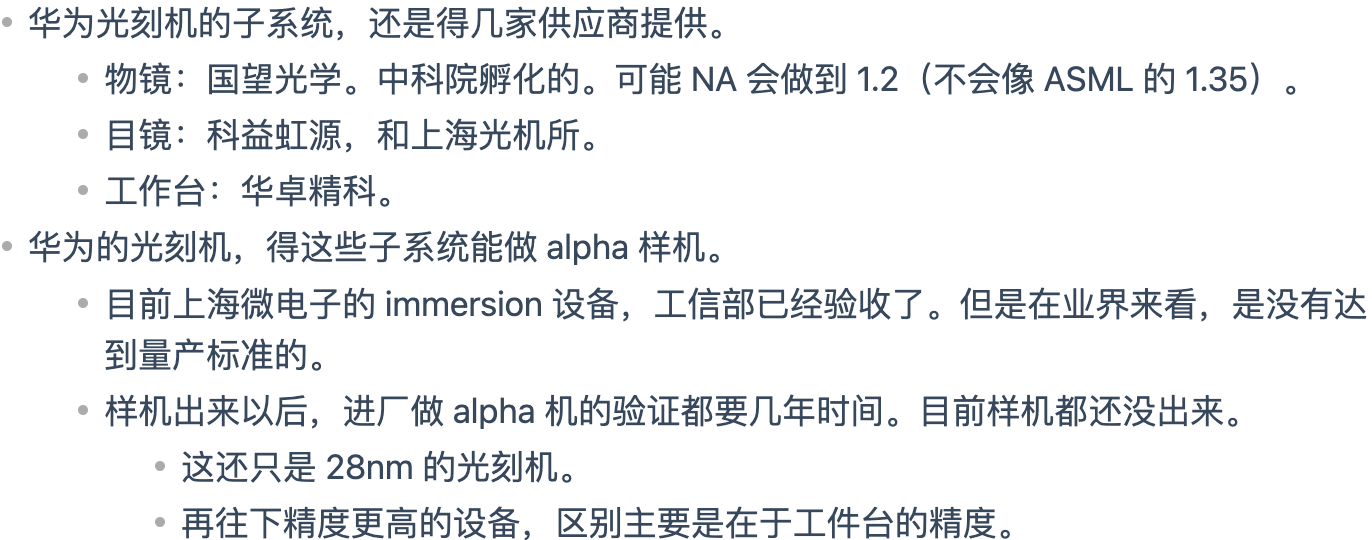 华为光刻机的子系统，还是得几家供应商提供。
物镜：国望光学。中科院孵化的。可能 NA 会做到 1.2（不会像 ASML 的 1.35）。
目镜：科益虹源，和上海光机所。
工作台：华卓精科。
华为的光刻机，得这些子系统能做 alpha 样机。
目前上海微电子的 immersion 设备，工信部已经验收了。但是在业界来看，是没有达
到量产标准的。
样机出来以后，进厂做 alpha 机的验证都要几年时间。目前样机都还没出来。
这还只是 28nm 的光刻机。
再往下精度更高的设备，区别主要是在于工件台的精度。